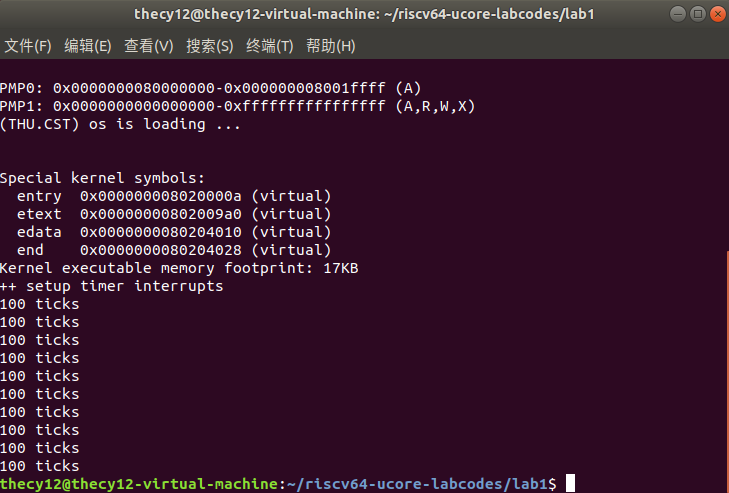 thecy12@thecy12-virtual-machine: ~/riscv64-ucore-labcodes/lab1
文件(F) 编辑(E) 查看(V) 搜索(S) 终端(T) 帮助(H)
PMP0: 0x0000000080000000-0x000000008001ffff (A)
PMP1: 0x0000000000000000-0xffffffffffffffff (A,R,W,X)
(THU.CST) os is loading ...
Special kernel symbols:
  entry  0x000000008020000a (virtual)
  etext  0x00000000802009a0 (virtual)
  edata  0x0000000080204010 (virtual)
  end    0x0000000080204028 (virtual)
Kernel executable memory footprint: 17KB
++ setup timer interrupts
100 ticks
100 ticks
100 ticks
100 ticks
100 ticks
100 ticks
100 ticks
100 ticks
100 ticks
100 ticks
thecy12@thecy12-virtual-machine:~/riscv64-ucore-labcodes/lab1$